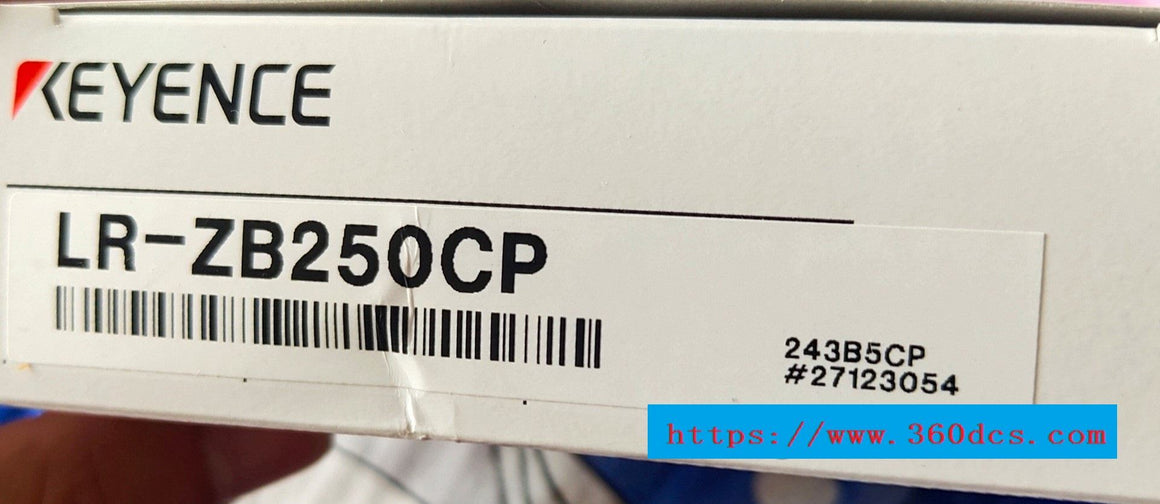 KEYENCE
LR-ZB250CP
243B5CP
#27123054
https://www.360dcs.com